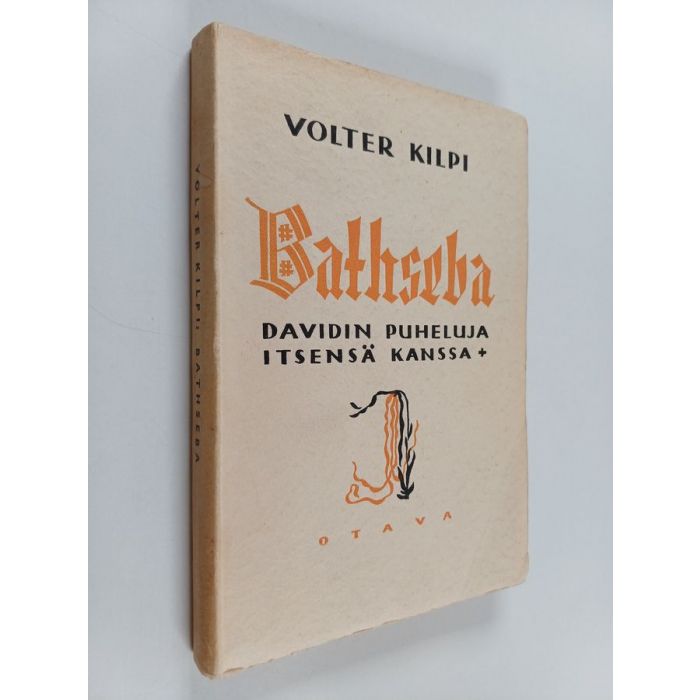 VOLTER KILPI
Bathseba
DAVIDIN PUHELUJA
ITSENSÄ KANSSA +
OTAVA
VOLTER KILPI: BATHSEBA